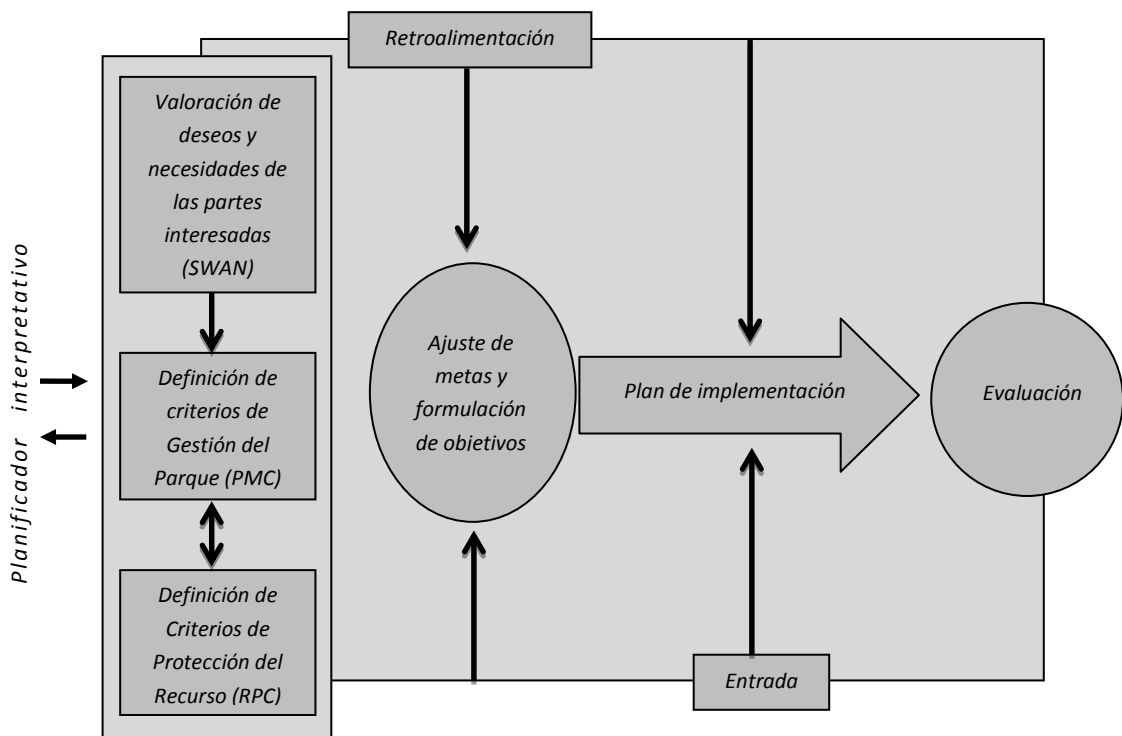 Retroalimentación
Valoración de
deseos y
necesidades de
las partes
interesadas
(SWAN)
Planificador interpretativo
Definición de
criterios de
Gestión del
Parque (PMC)
Definición de
Criterios de
Protección del
Recurso (RPC)
Ajuste de
metas y
formulación
de objetivos
Plan de implementación
Evaluación
Entrada